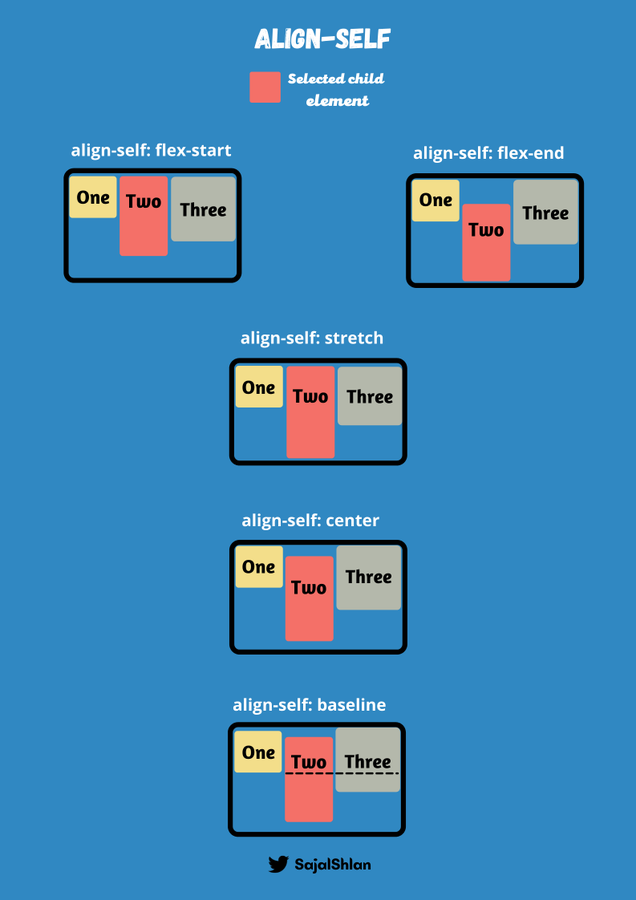 ALIGN-SELF
Selected child
element
align-self: flex-start
One
Two
Three
align-self: flex-end
One
Two
Three
align-self: stretch
One
Two
Three
align-self: center
One
Two
Three
align-self: baseline
One
Two
Three
SajalShlan